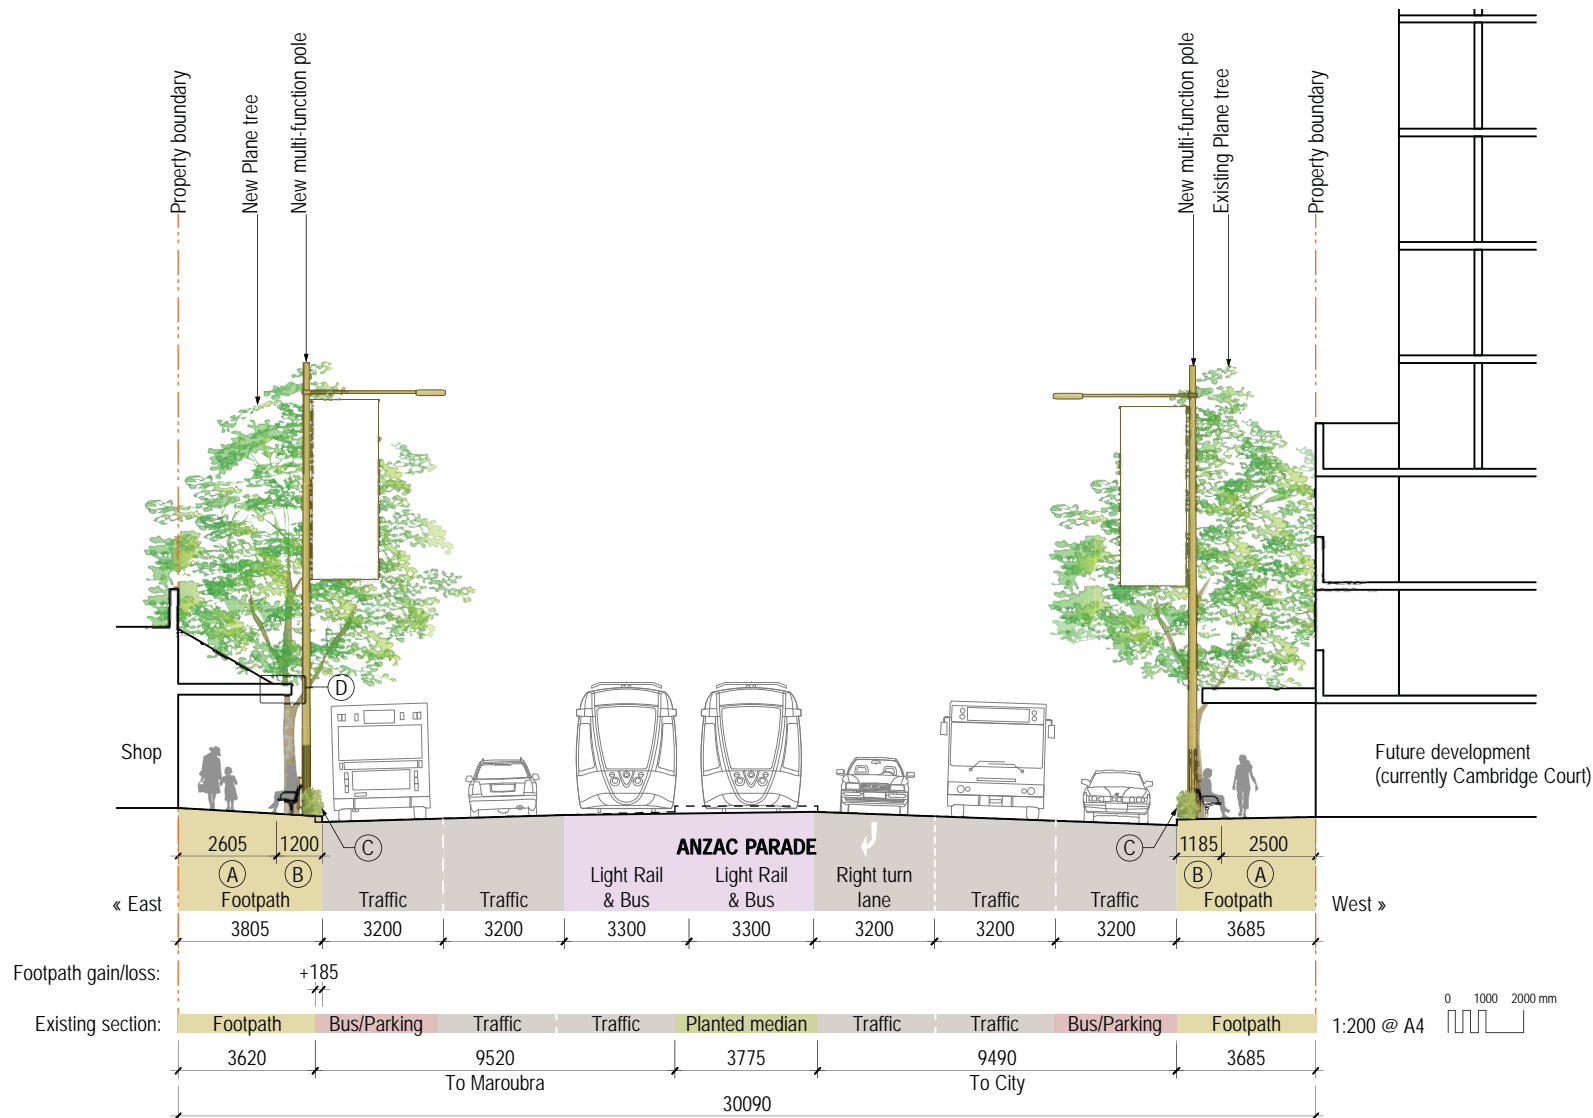 Property boundary
New Plane tree
New multi-function pole
New multi-function pole
Existing Plane tree
Property boundary
D
Shop
Future development
(currently Cambridge Court)
C
ANZAC PARADE
C
2605
1200
1185
2500
A
B
B
A
« East
Footpath
Traffic
Traffic
Light Rail
& Bus
Light Rail
& Bus
Right turn
lane
Traffic
Traffic
Footpath
West »
3805
3200
3200
3300
3300
3200
3200
3200
3685
Footpath gain/loss:
+185
Existing section:
Footpath
Bus/Parking
Traffic
Traffic
Planted median
Traffic
Traffic
Bus/Parking
Footpath
1:200 @ A4
0 1000 2000 mm
3620
9520
3775
9490
3685
To Maroubra
To City
30090